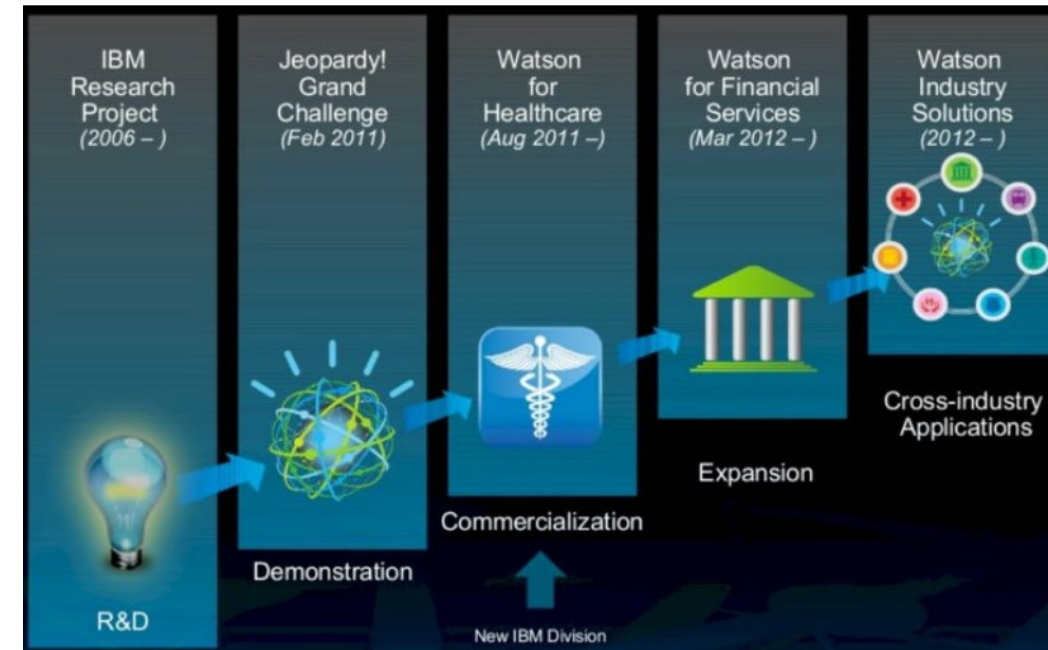 IBM
Research
Project
(2006 – )
Jeopardy!
Grand
Challenge
(Feb 2011)
Watson
for
Healthcare
(Aug 2011 –)
Watson
for Financial
Services
(Mar 2012 – )
Watson
Industry
Solutions
(2012 – )
R&D
Demonstration
Commercialization
New IBM Division
Expansion
Cross-industry
Applications